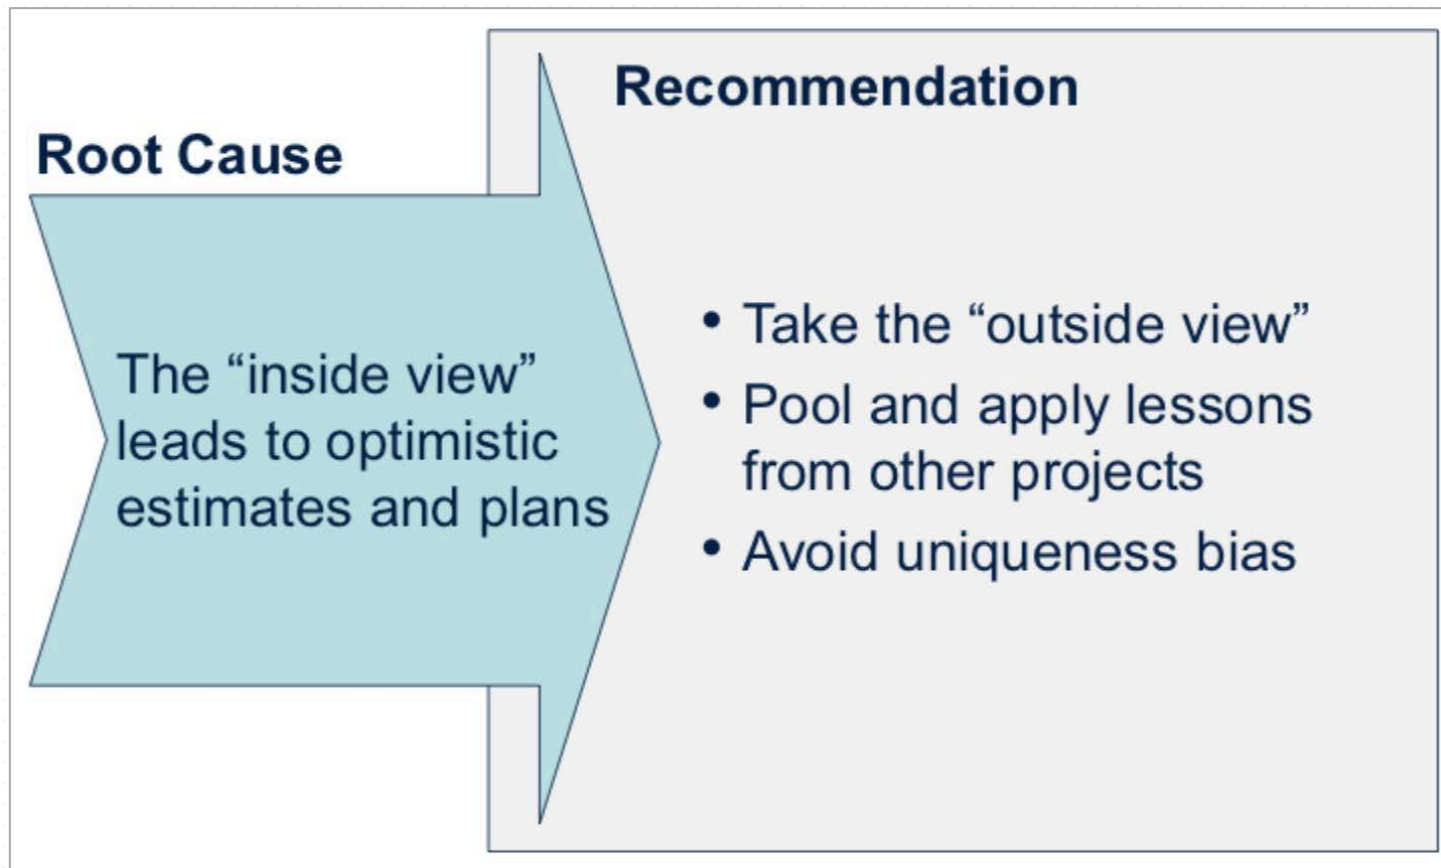 Root Cause
The “inside view”
leads to optimistic
estimates and plans
Recommendation
• Take the “outside view”
• Pool and apply lessons
from other projects
• Avoid uniqueness bias